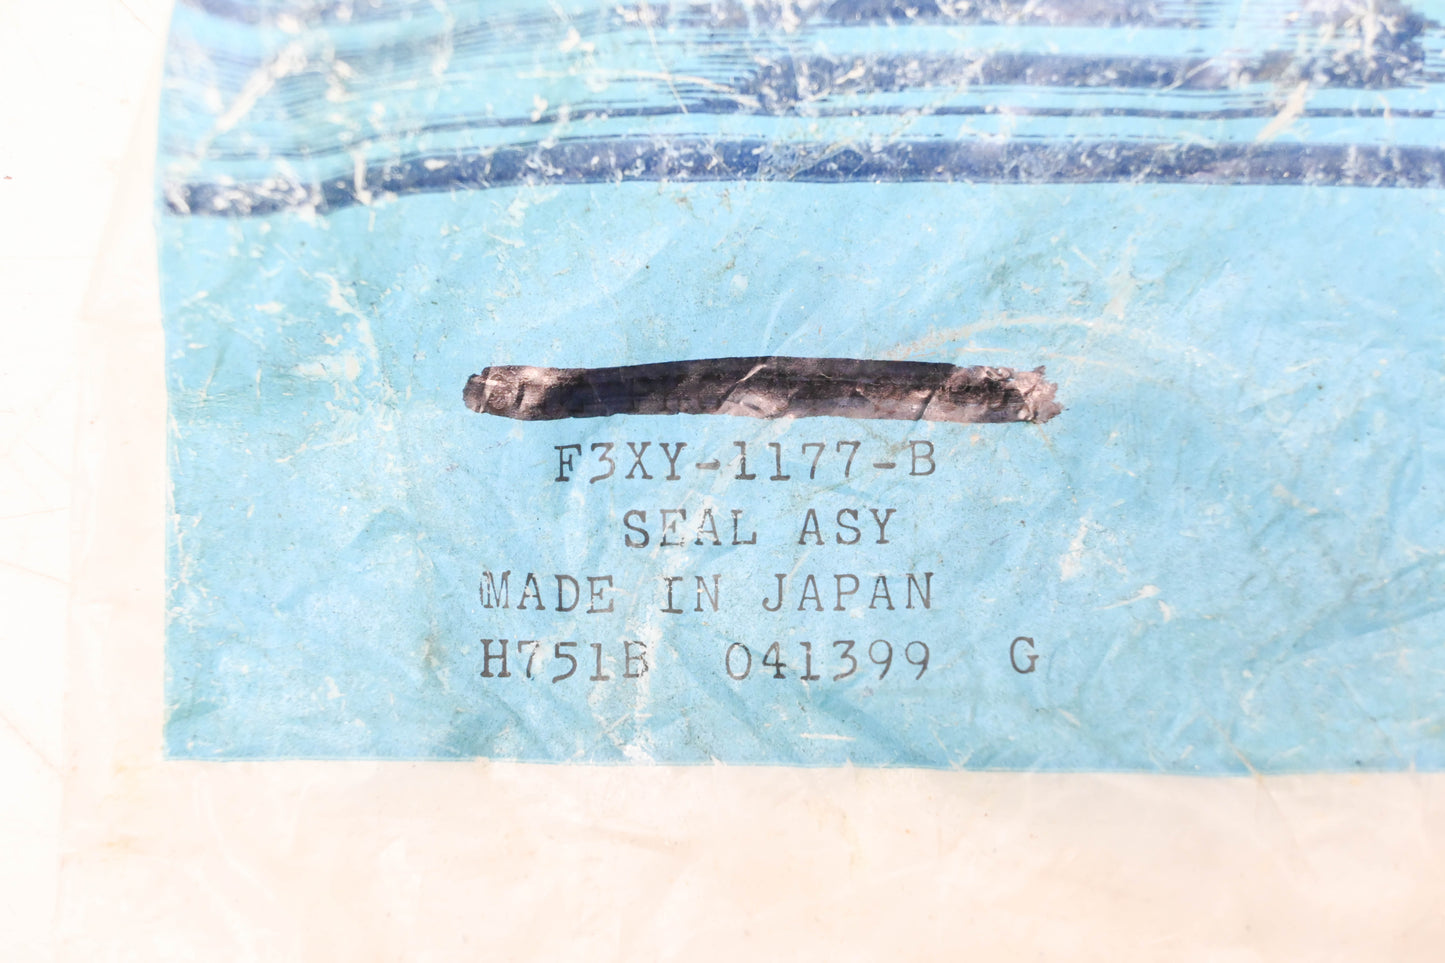 F3XY-1177-B
SEAL ASY
MADE IN JAPAN
H751B 041399 G